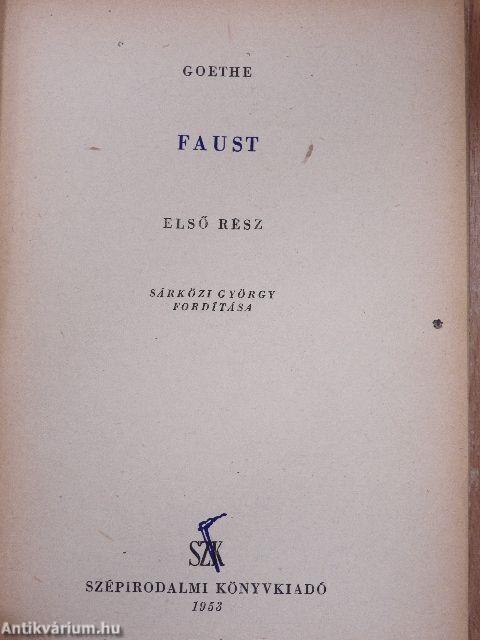 GOETHE
FAUST
ELSŐ RÉSZ
SÁRKÖZI GYÖRGY
FORDÍTÁSA
SZK
SZÉPIRODALMI KÖNYVKIADÓ
1953
Antikvárium.hu